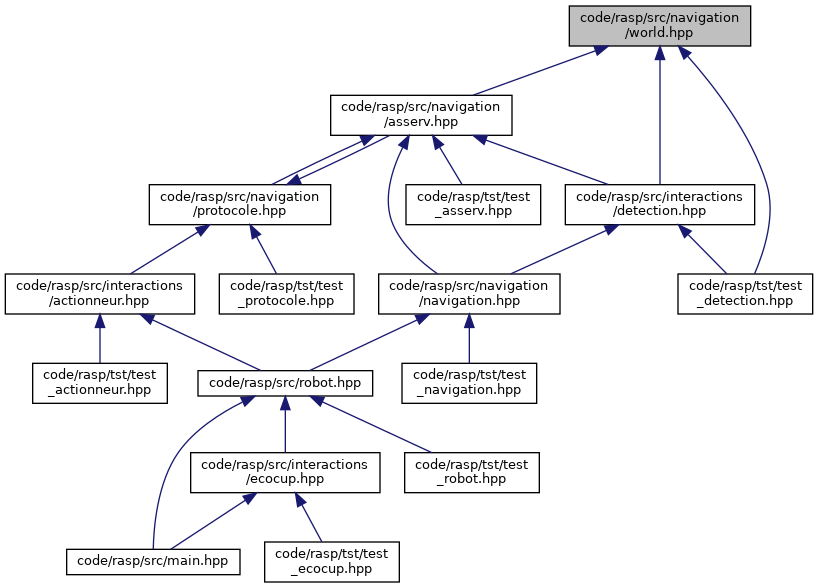 code/rasp/src/navigation
/world.hpp
code/rasp/src/navigation
/asserv.hpp
code/rasp/src/navigation
/protocole.hpp
code/rasp/tst/test
_asserv.hpp
code/rasp/src/interactions
/detection.hpp
code/rasp/src/interactions
/actionneur.hpp
code/rasp/tst/test
_protocole.hpp
code/rasp/src/navigation
/navigation.hpp
code/rasp/tst/test
_detection.hpp
code/rasp/tst/test
_actionneur.hpp
code/rasp/src/robot.hpp
code/rasp/tst/test
_navigation.hpp
code/rasp/src/interactions
/ecocup.hpp
code/rasp/tst/test
_robot.hpp
code/rasp/src/main.hpp
code/rasp/tst/test
_ecocup.hpp